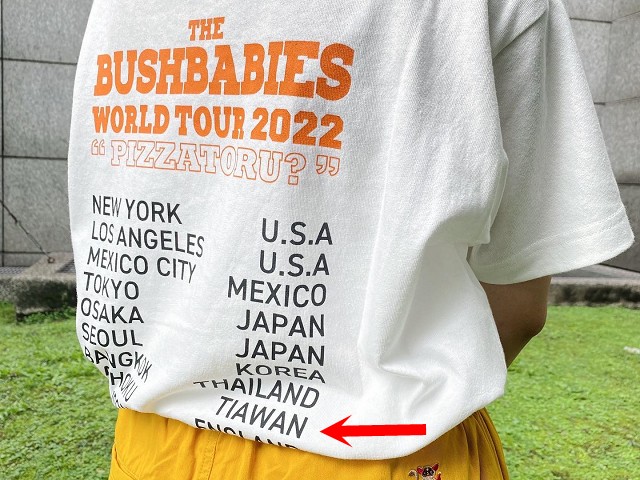 THE
BUSHBABIES
WORLD TOUR 2022
“ PIZZATORU? ”
NEW YORK U.S.A
LOS ANGELES U.S.A
MEXICO CITY MEXICO
TOKYO JAPAN
OSAKA JAPAN
SEOUL KOREA
BANGKOK THAILAND
TIAWAN
ENGLAND